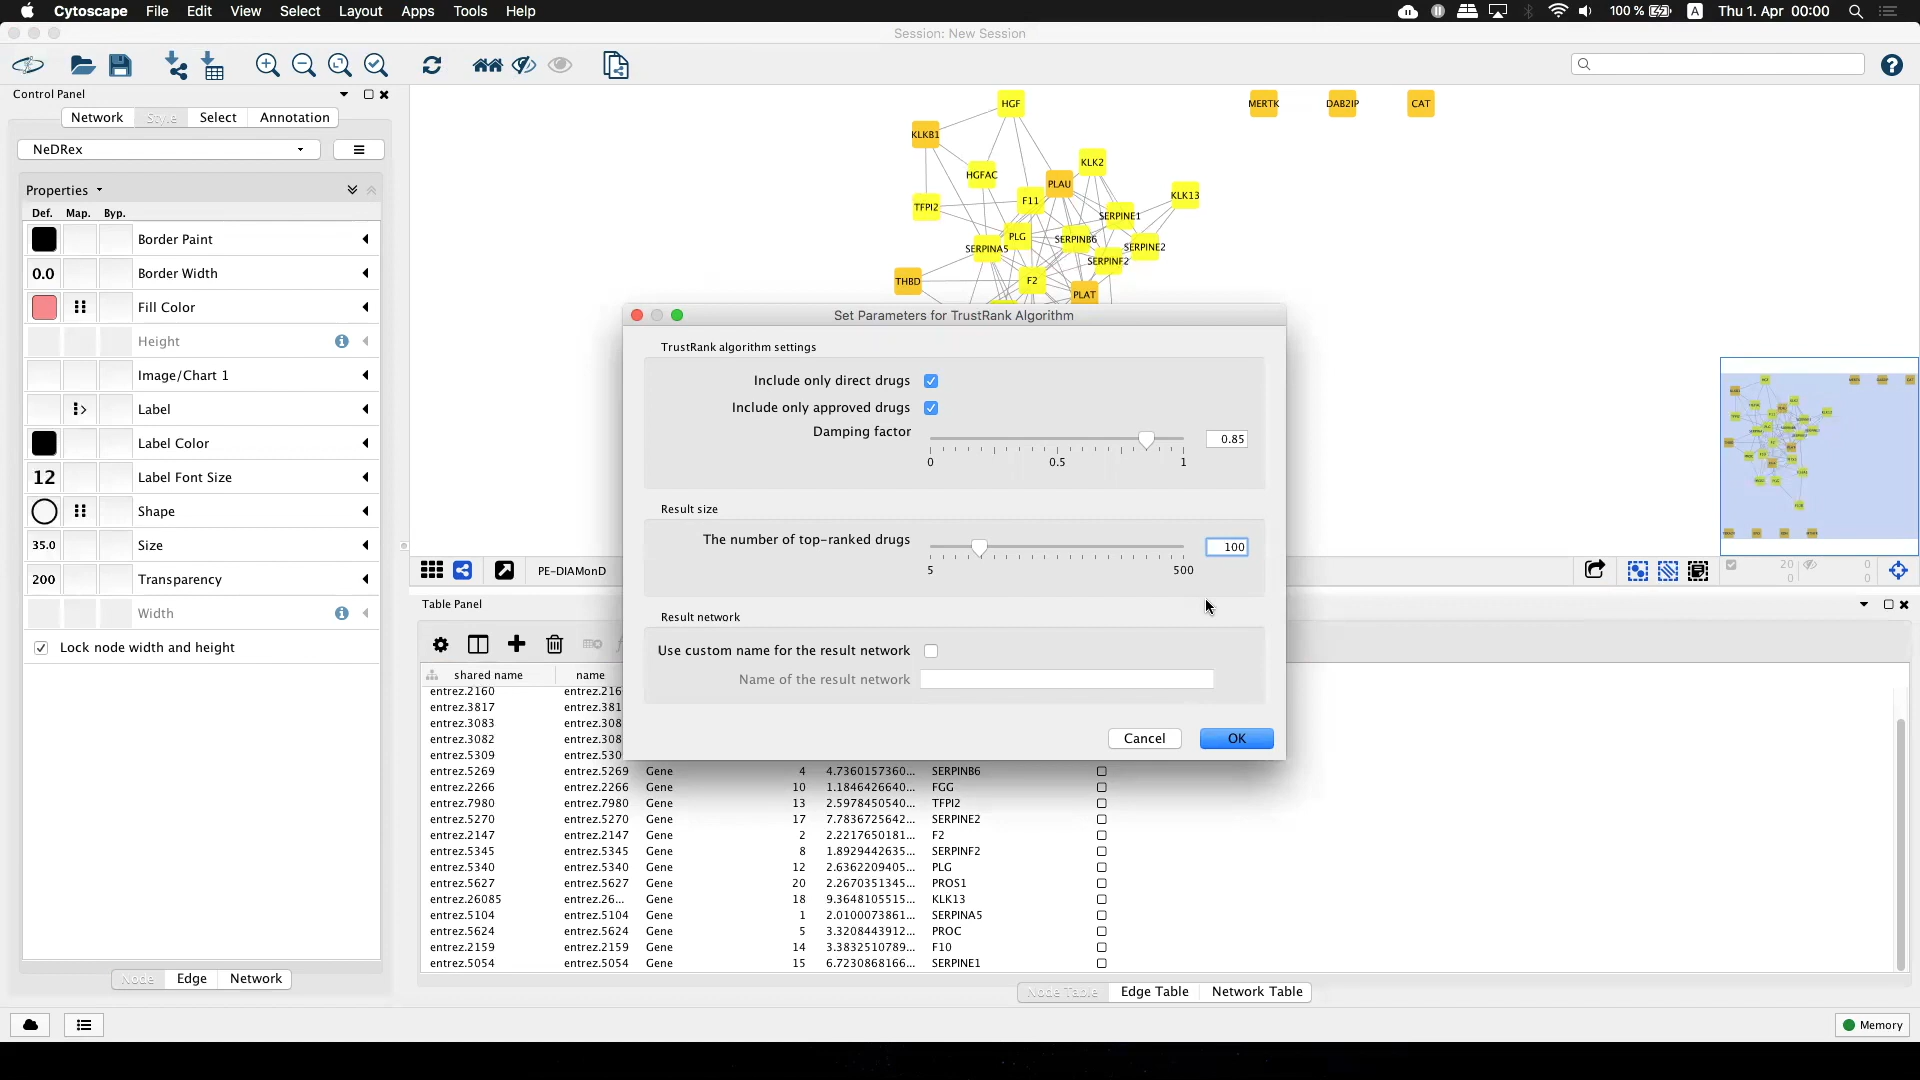 Cytoscape File Edit View Select Layout Apps Tools Help 100 % A Thu 1. Apr 00:00
Session: New Session
Control Panel
Network Style Select Annotation
NeDRex
Properties
Def. Map. Byp.
Border Paint
0.0 Border Width
Fill Color
Height
Image/Chart 1
Label
Label Color
12 Label Font Size
Shape
35.0 Size
200 Transparency
Width
Lock node width and height
Node Edge Network
HGF
MERTK DAB2IP CAT
KLKB1
KLK2
HGFAC
PLAU
KLK13
F11
TFPI2
SERPINE1
PLG
SERPINB6
SERPINA5
SERPINE2
SERPINF2
THBD
F2
PLAT
Set Parameters for TrustRank Algorithm
TrustRank algorithm settings
Include only direct drugs
Include only approved drugs
Damping factor
0.85
0 0.5 1
Result size
The number of top-ranked drugs
100
5 500
Result network
Use custom name for the result network
Name of the result network
Cancel OK
PE-DIAMonD
20 0
0 0
Table Panel
shared name name
entrez.2160 entrez.216
entrez.3817 entrez.381
entrez.3083 entrez.308
entrez.3082 entrez.308
entrez.5309 entrez.530
entrez.5269 entrez.5269 Gene 4 4.7360157360... SERPINB6
entrez.2266 entrez.2266 Gene 10 1.1846426640... FGG
entrez.7980 entrez.7980 Gene 13 2.5978450540... TFPI2
entrez.5270 entrez.5270 Gene 17 7.7836725642... SERPINE2
entrez.2147 entrez.2147 Gene 2 2.2217650181... F2
entrez.5345 entrez.5345 Gene 8 1.8929442635... SERPINF2
entrez.5340 entrez.5340 Gene 12 2.6362209405... PLG
entrez.5627 entrez.5627 Gene 20 2.2670351345... PROS1
entrez.26085 entrez.26... Gene 18 9.3648105515... KLK13
entrez.5104 entrez.5104 Gene 1 2.0100073861... SERPINA5
entrez.5624 entrez.5624 Gene 5 3.3208443912... PROC
entrez.2159 entrez.2159 Gene 14 3.3832510789... F10
entrez.5054 entrez.5054 Gene 15 6.7230868166... SERPINE1
Node Table Edge Table Network Table
Memory